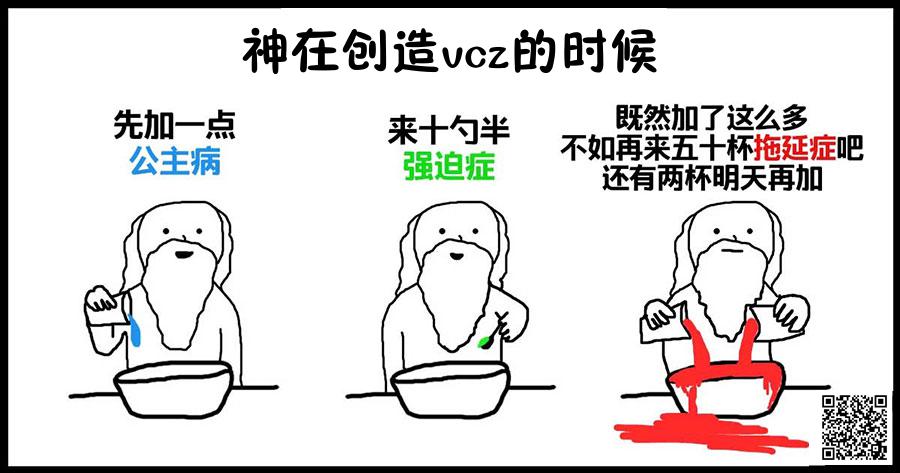 神在创造vcz的时候
先加一点
公主病
来十勺半
强迫症
既然加了这么多
不如再来五十杯拖延症吧
还有两杯明天再加